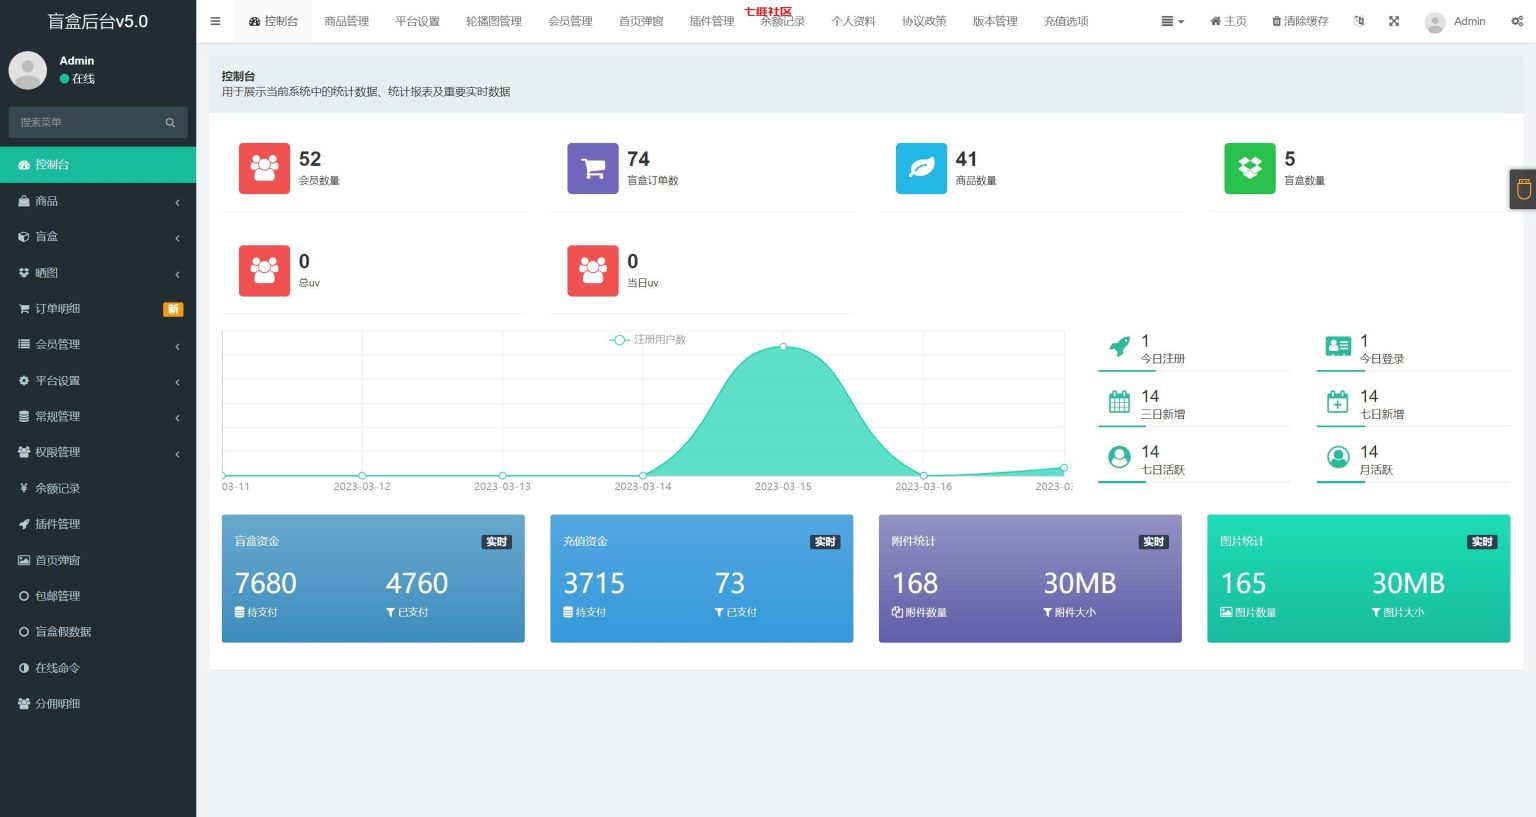 盲盒后台v5.0
Admin
在线
搜索菜单
控制台
商品
盲盒
晒图
订单明细 新
会员管理
平台设置
常规管理
权限管理
余额记录
插件管理
首页弹窗
包邮管理
盲盒假数据
在线命令
分佣明细
控制台 商品管理 平台设置 轮播图管理 会员管理 首页弹窗 插件管理 余额记录 个人资料 协议政策 版本管理 充值选项
七维社区
主页 清除缓存 Admin
控制台
用于展示当前系统中的统计数据、统计报表及重要实时数据
52
会员数量
74
盲盒订单数
41
商品数量
5
盲盒数量
0
总uv
0
当日uv
注册用户数
03-11 2023-03-12 2023-03-13 2023-03-14 2023-03-15 2023-03-16 2023-03
1
今日注册
1
今日登录
14
三日新增
14
七日新增
14
七日活跃
14
月活跃
盲盒资金 实时
7680 4760
待支付 已支付
充值资金 实时
3715 73
待支付 已支付
附件统计 实时
168 30MB
附件数量 附件大小
图片统计 实时
165 30MB
图片数量 图片大小